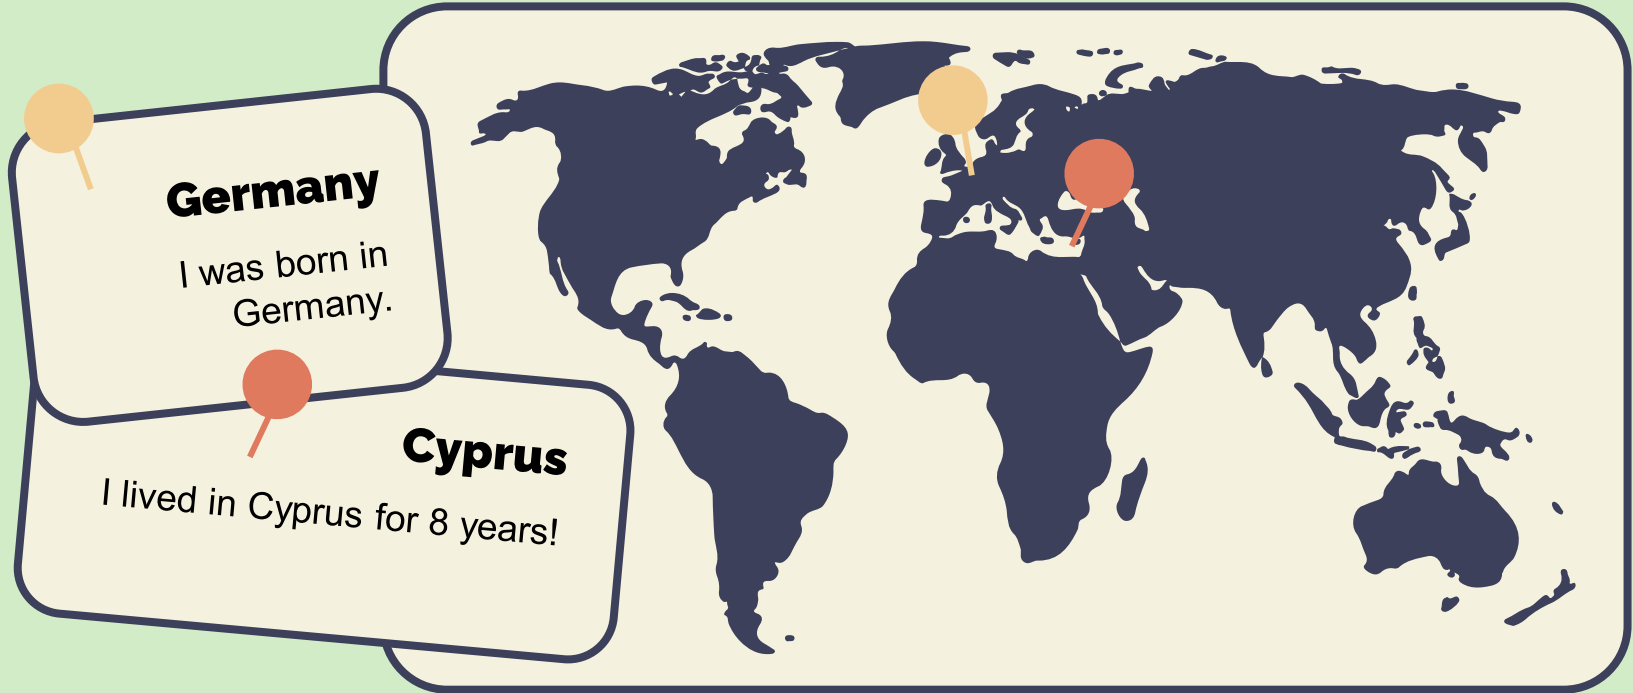 Germany
I was born in
Germany.
Cyprus
I lived in Cyprus for 8 years!